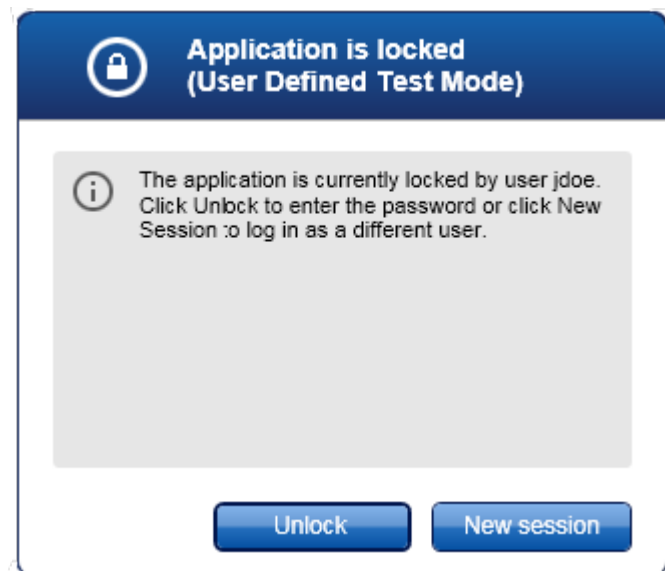 Application is locked
(User Defined Test Mode)
The application is currently locked by user jdoe.
Click Unlock to enter the password or click New
Session to log in as a different user.
Unlock
New session